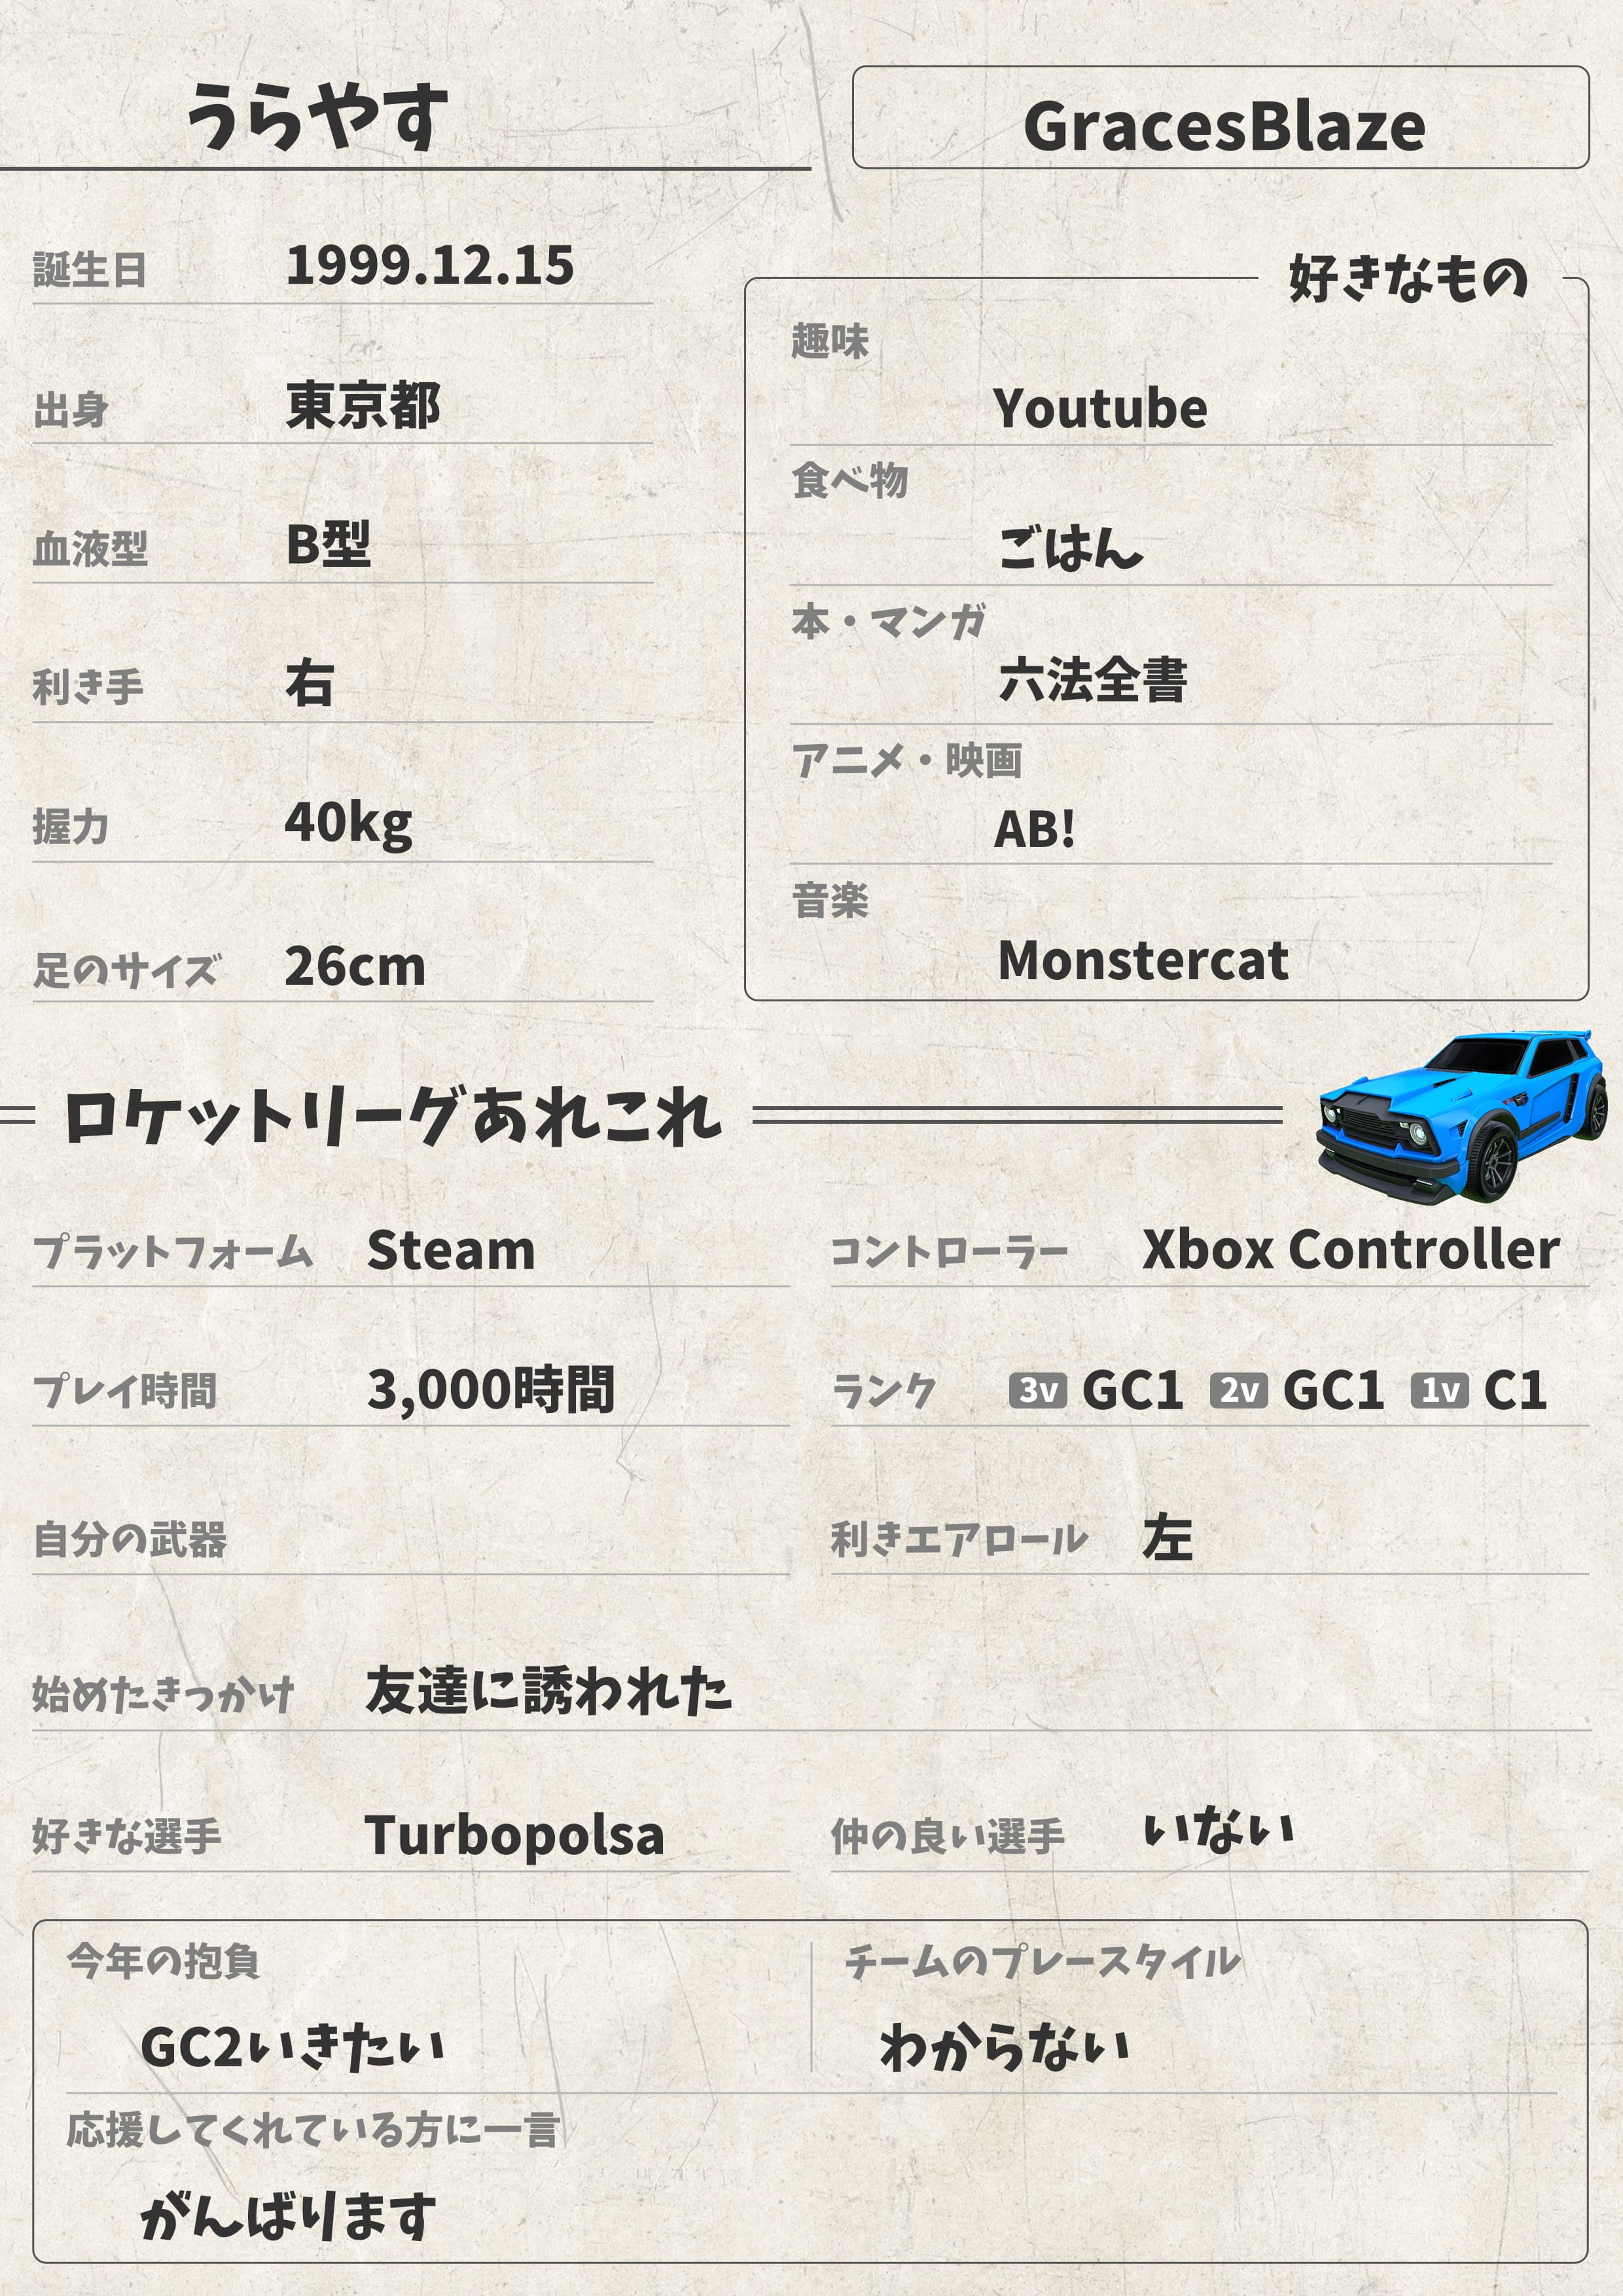 うらやす
GracesBlaze
誕生日 1999.12.15
出身 東京都
血液型 B型
利き手 右
握力 40kg
足のサイズ 26cm
好きなもの
趣味
Youtube
食べ物
ごはん
本・マンガ
六法全書
アニメ・映画
AB!
音楽
Monstercat
ロケットリーグあれこれ
プラットフォーム Steam
コントローラー Xbox Controller
プレイ時間 3,000時間
ランク 3v GC1 2v GC1 1v C1
自分の武器
利きエアロール 左
始めたきっかけ 友達に誘われた
好きな選手 Turbopolsa
仲の良い選手 いない
今年の抱負
GC2いきたい
チームのプレースタイル
わからない
応援してくれている方に一言
がんばります